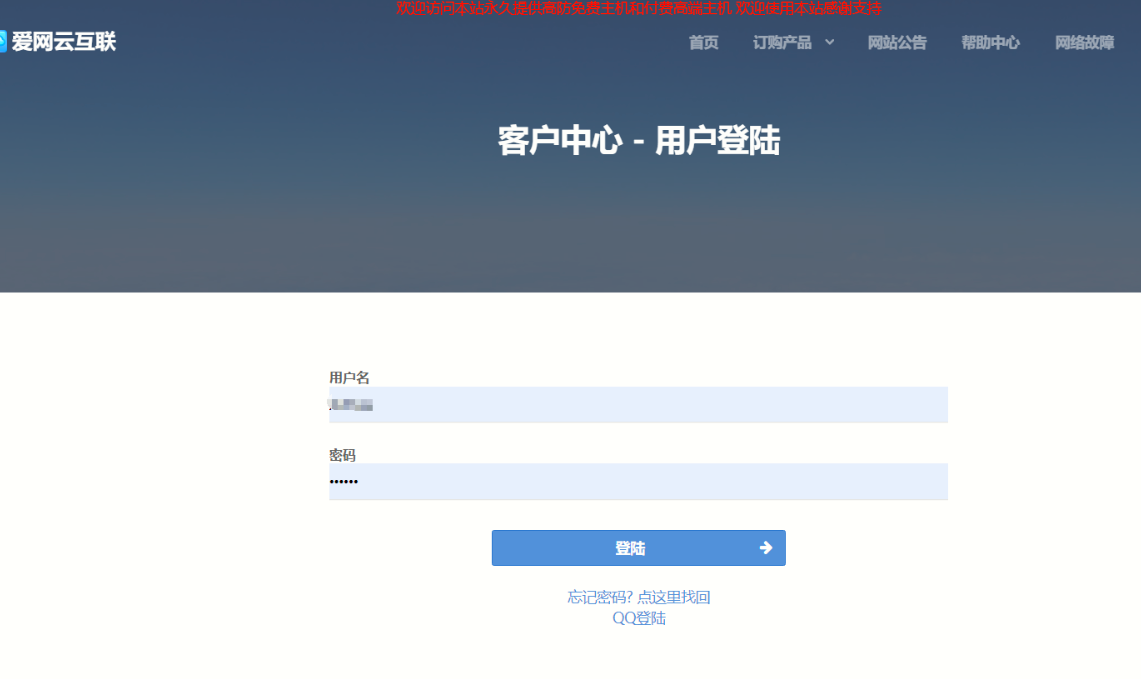 欢迎访问本站永久提供高防免费主机和付费高端主机 欢迎使用本站感谢支持
爱网云互联
首页 订购产品 网站公告 帮助中心 网络故障
客户中心 - 用户登陆
用户名
密码
••••••
登陆
忘记密码? 点这里找回
QQ登陆